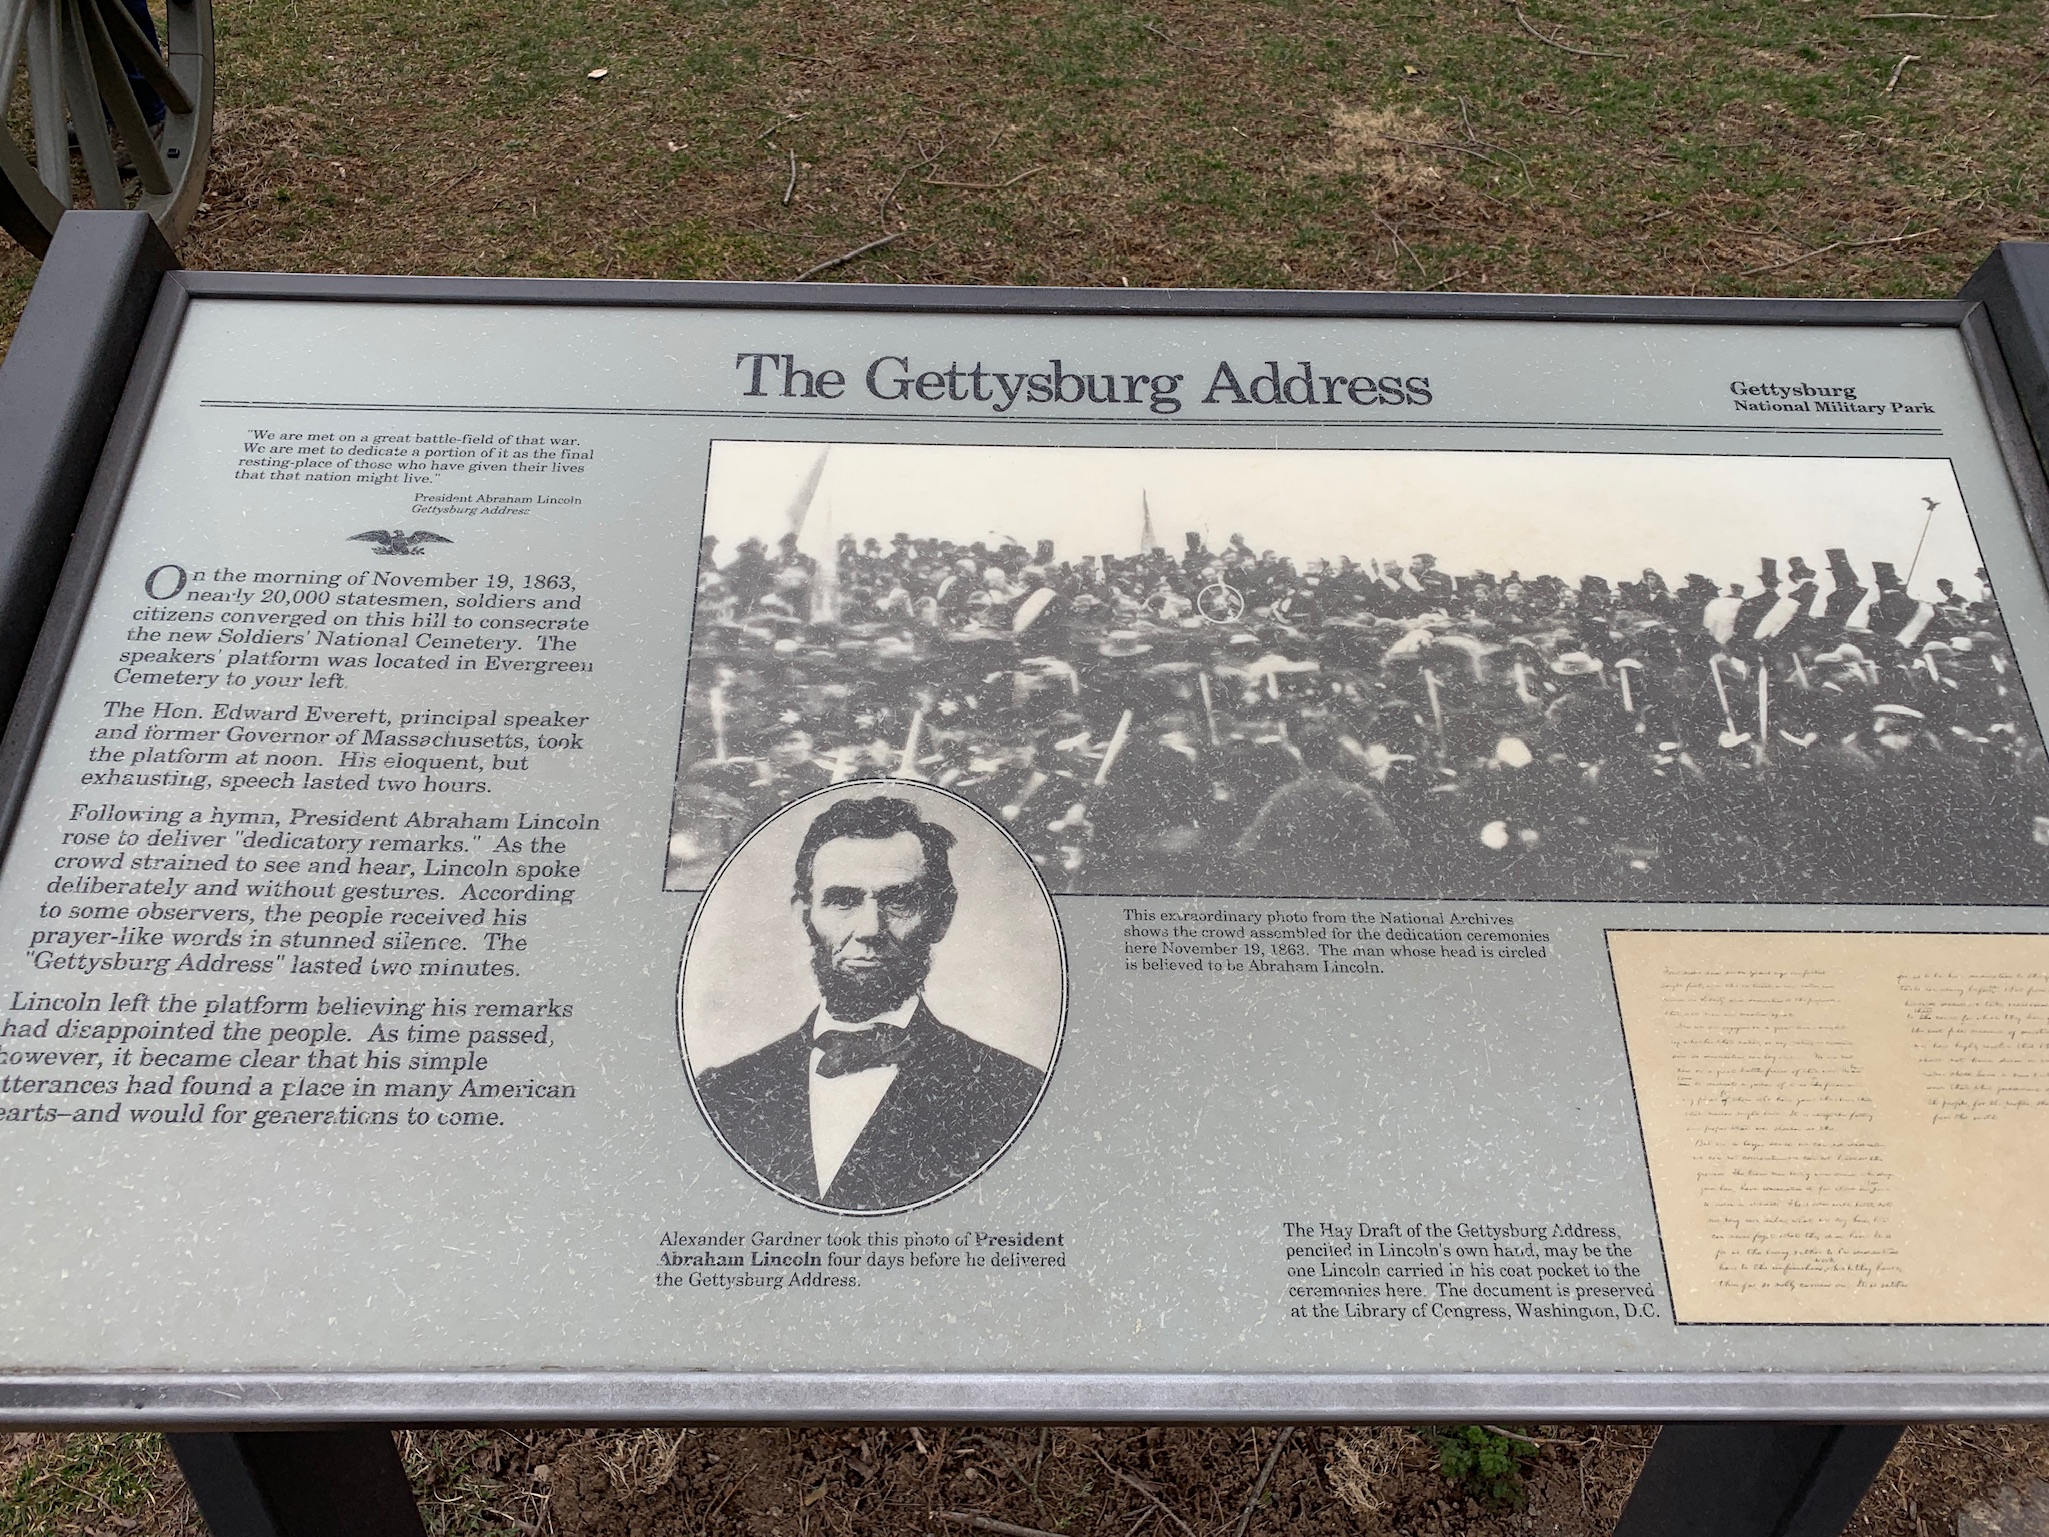 The Gettysburg Address
Gettysburg
National Military Park
"We are met on a great battle-field of that war.
We are met to dedicate a portion of it as the final
resting-place of those who have given their lives
that that nation might live."
President Abraham Lincoln
Gettysburg Address
On the morning of November 19, 1863,
nearly 20,000 statesmen, soldiers and
citizens converged on this hill to consecrate
the new Soldiers' National Cemetery. The
speakers' platform was located in Evergreen
Cemetery to your left.
The Hon. Edward Everett, principal speaker
and former Governor of Massachusetts, took
the platform at noon. His eloquent, but
exhausting, speech lasted two hours.
Following a hymn, President Abraham Lincoln
rose to deliver "dedicatory remarks." As the
crowd strained to see and hear, Lincoln spoke
deliberately and without gestures. According
to some observers, the people received his
prayer-like words in stunned silence. The
"Gettysburg Address" lasted two minutes.
Lincoln left the platform believing his remarks
had disappointed the people. As time passed,
however, it became clear that his simple
tterances had found a place in many American
earts—and would for generations to come.
This extraordinary photo from the National Archives
shows the crowd assembled for the dedication ceremonies
here November 19, 1863. The man whose head is circled
is believed to be Abraham Lincoln.
Alexander Gardner took this photo of President
Abraham Lincoln four days before he delivered
the Gettysburg Address.
The Hay Draft of the Gettysburg Address,
penciled in Lincoln's own hand, may be the
one Lincoln carried in his coat pocket to the
ceremonies here. The document is preserved
at the Library of Congress, Washington, D.C.